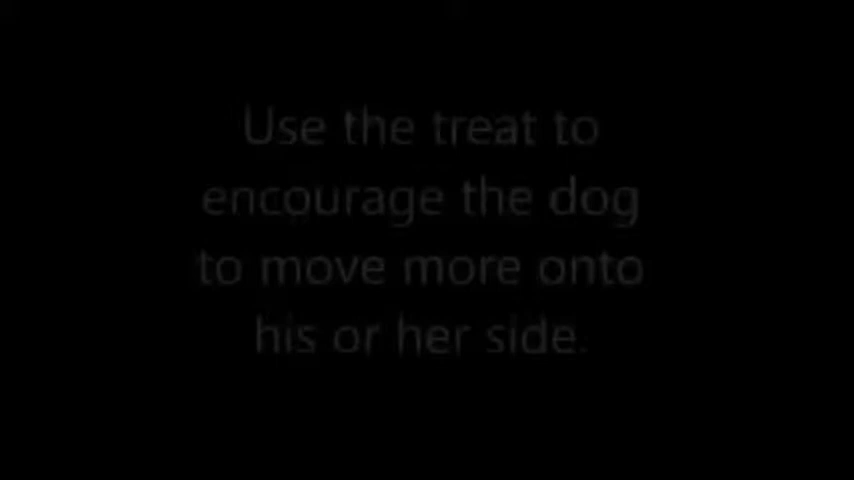 Use the treat to
encourage the dog
to move more onto
his or her side.